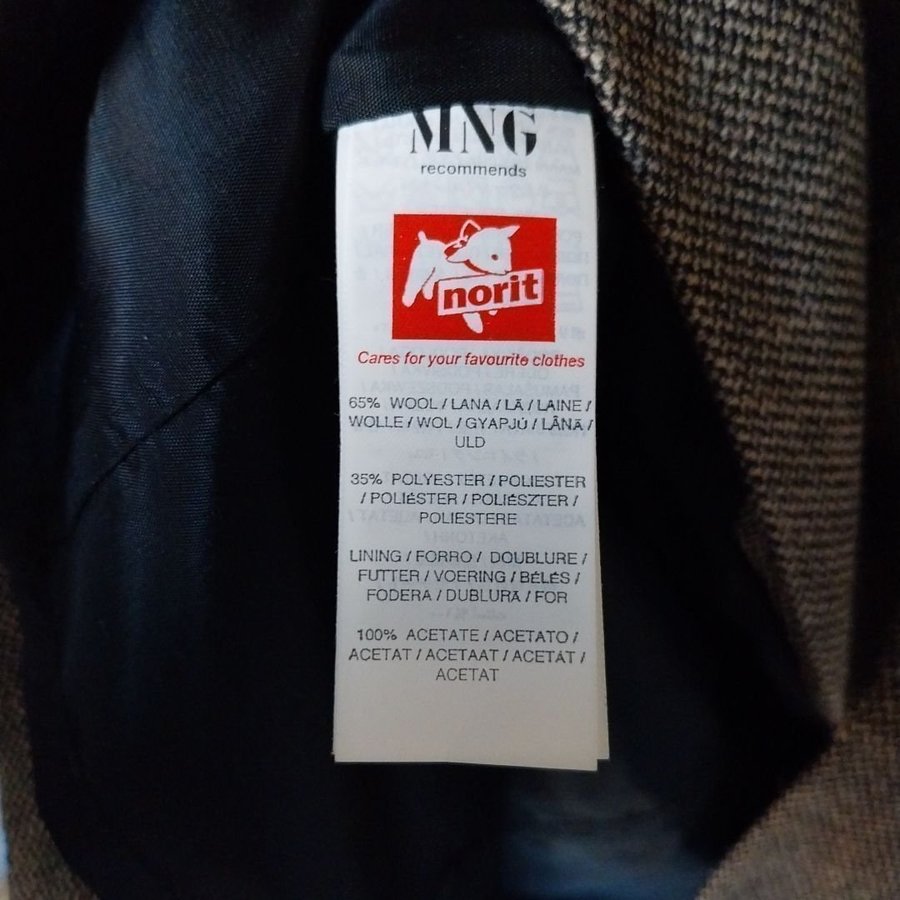 MNG
recommends
norit
Cares for your favourite clothes
65% WOOL / LANA / LÃ / LAINE /
WOLLE / WOL / GYAPJÚ / LÂNĂ /
ULD
35% POLYESTER / POLIESTER
/ POLIÉSTER / POLIÉSZTER /
POLIESTERE
LINING / FORRO / DOUBLURE /
FUTTER / VOERING / BÉLÉS /
FODERA / DUBLURĂ / FOR
100% ACETATE / ACETATO /
ACETAT / ACETAAT / ACETÁT /
ACETAT